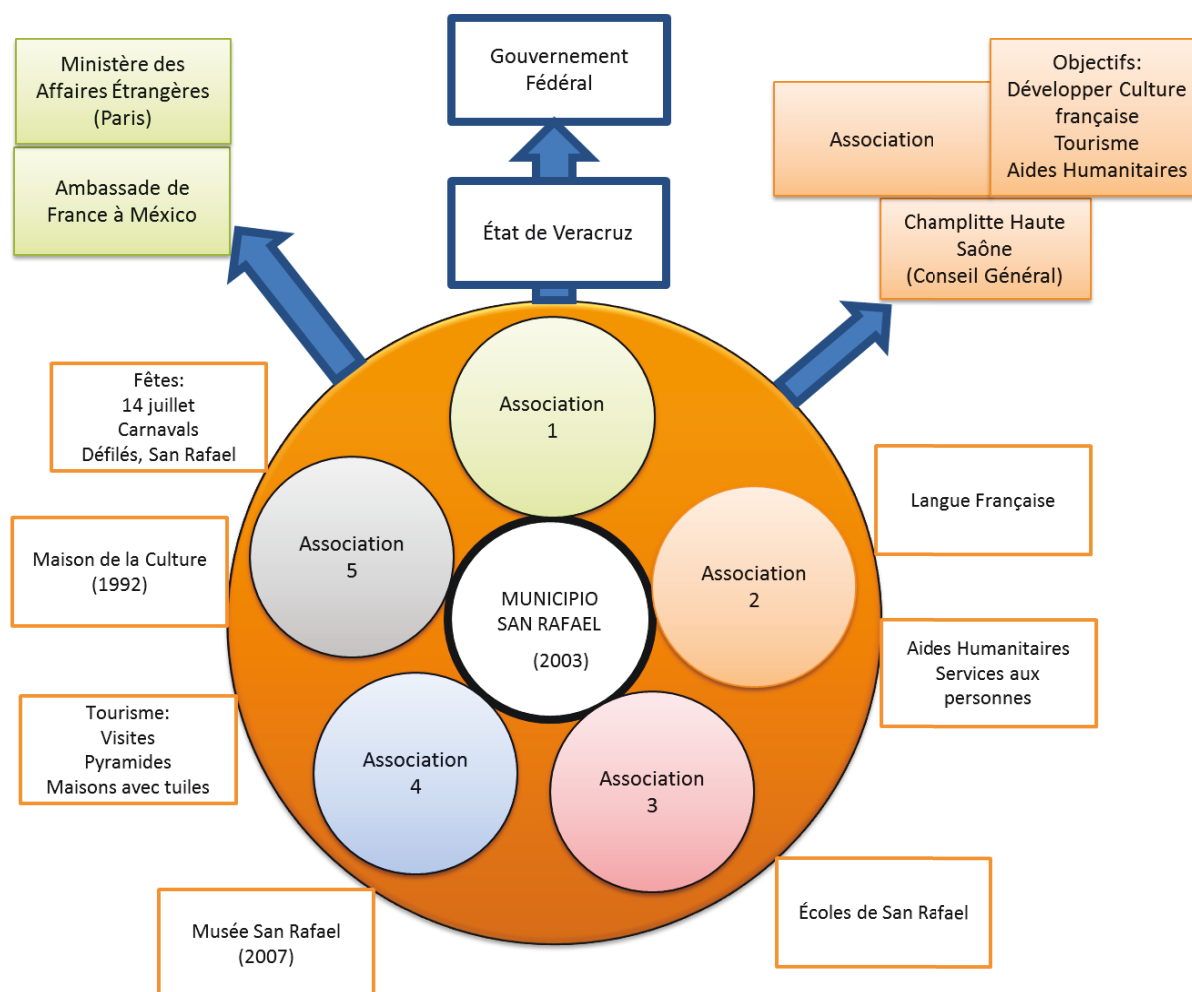 Ministère des
Affaires Étrangères
(Paris)
Ambassade de
France à México
Gouvernement
Fédéral
État de Veracruz
Association
Objectifs:
Développer Culture
française
Tourisme
Aides Humanitaires
Champlitte Haute
Saône
(Conseil Général)
Fêtes:
14 juillet
Carnavals
Défilés, San Rafael
Maison de la Culture
(1992)
Tourisme:
Visites
Pyramides
Maisons avec tuiles
Musée San Rafael
(2007)
Association
1
Association
2
Association
3
Association
4
Association
5
MUNICIPIO
SAN RAFAEL
(2003)
Langue Française
Aides Humanitaires
Services aux
personnes
Écoles de San Rafael